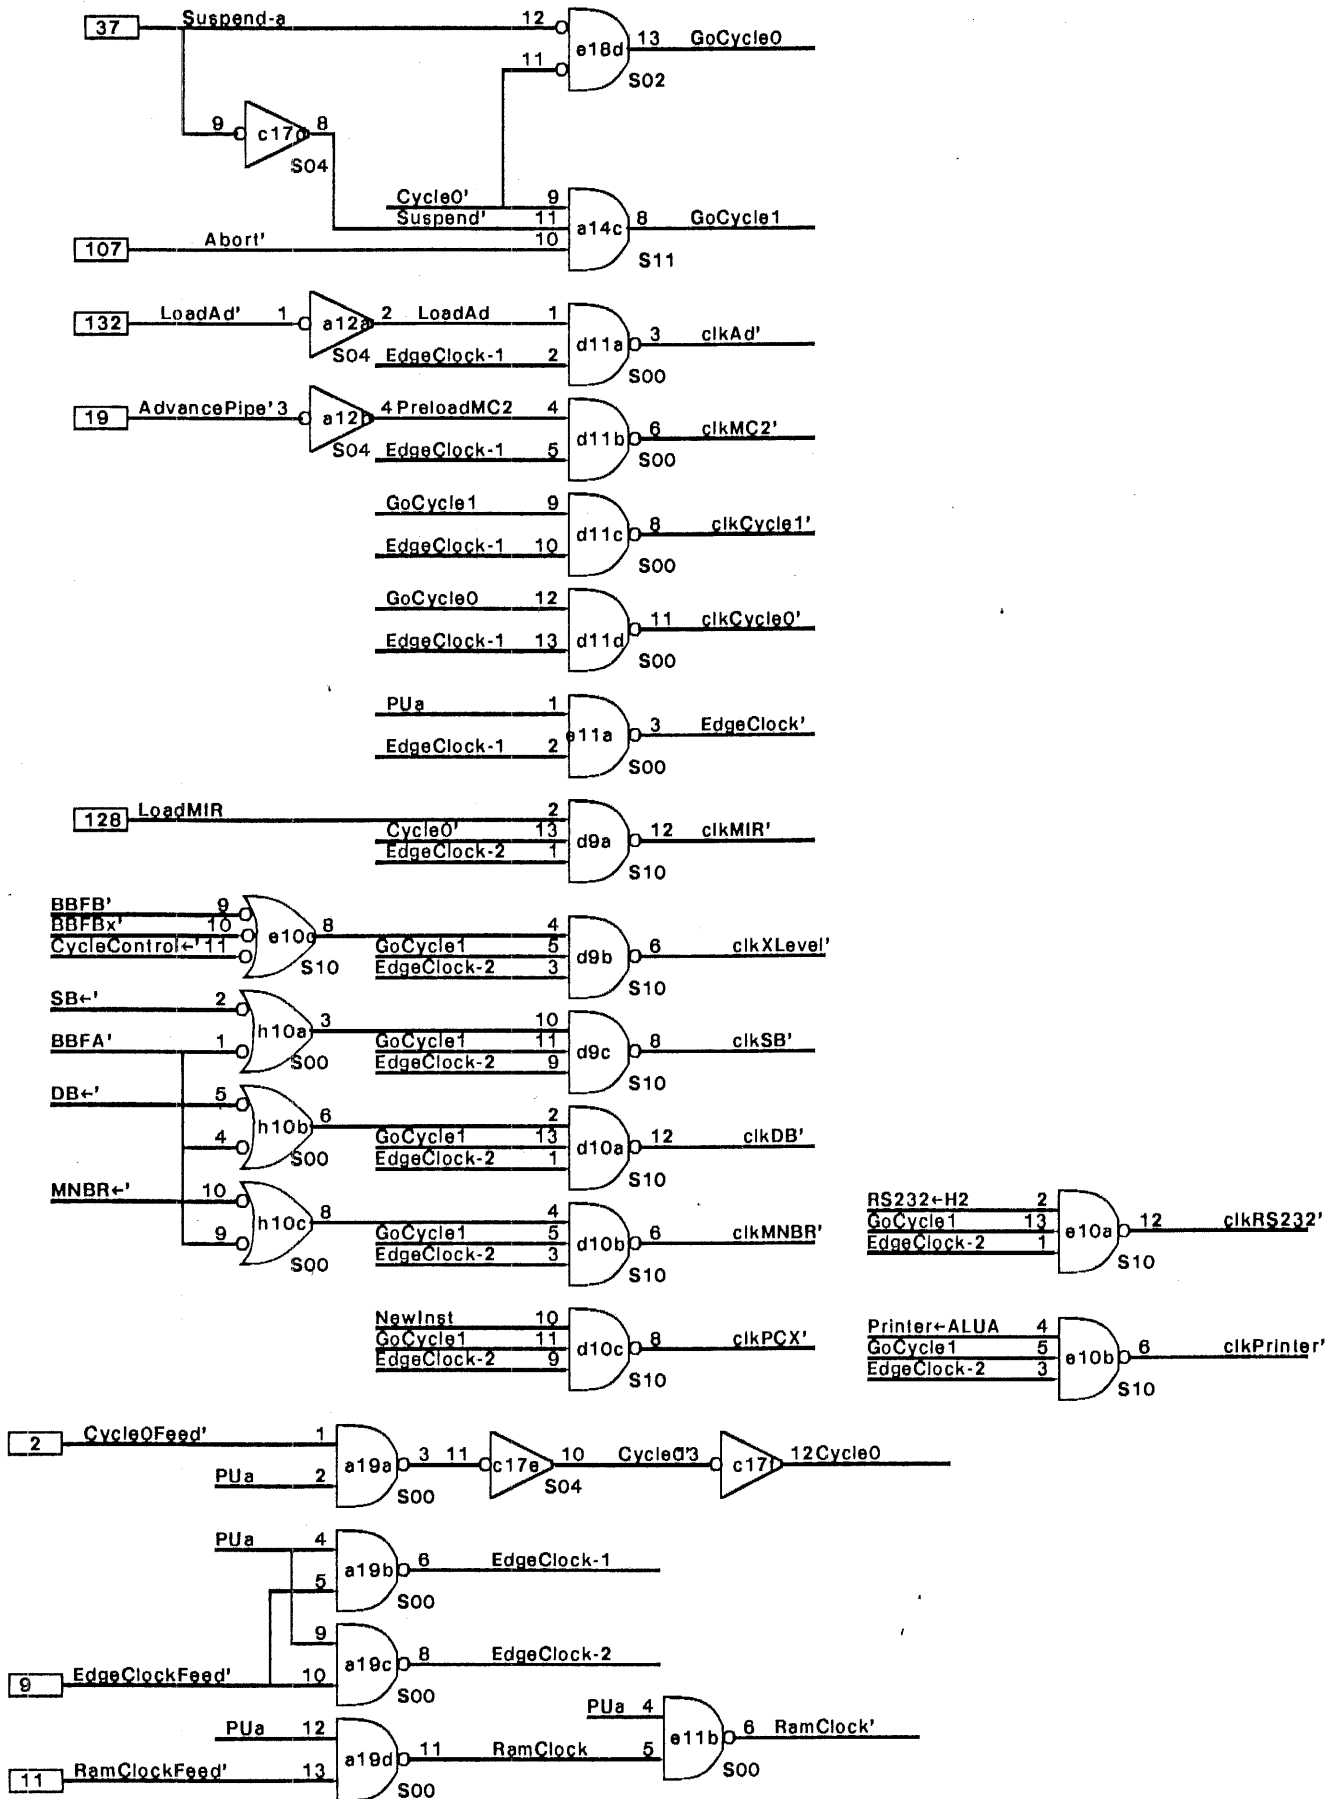 37 Suspend-a 12 e18d 13 GoCycle0
11 S02
9 c17d 8
S04
Cycle0' 9
Suspend' 11 a14c 8 GoCycle1
107 Abort' 10
S11
132 LoadAd' 1 a12a 2 LoadAd 1
S04 EdgeClock-1 2 d11a 3 clkAd'
S00
19 AdvancePipe' 3 a12b 4 PreloadMC2 4
S04 EdgeClock-1 5 d11b 6 clkMC2'
S00
GoCycle1 9
EdgeClock-1 10 d11c 8 clkCycle1'
S00
GoCycle0 12
EdgeClock-1 13 d11d 11 clkCycle0'
S00
PUa 1
EdgeClock-1 2 e11a 3 EdgeClock'
S00
128 LoadMIR 2
Cycle0' 13 d9a 12 clkMIR'
EdgeClock-2 1
S10
BBFB' 9
BBFBx' 10 e10c 8 4
CycleControl←' 11 GoCycle1 5 d9b 6 clkXLevel'
S10 EdgeClock-2 3
S10
SB←' 2 h10a 3 10
BBFA' 1 GoCycle1 11 d9c 8 clkSB'
S00 EdgeClock-2 9
S10
DB←' 5 h10b 6 2
4 GoCycle1 13 d10a 12 clkDB'
S00 EdgeClock-2 1
S10
MNBR←' 10 h10c 8 4
9 GoCycle1 5 d10b 6 clkMNBR'
S00 EdgeClock-2 3
S10
RS232←H2 2
GoCycle1 13 e10a 12 clkRS232'
EdgeClock-2 1
S10
NewInst 10
GoCycle1 11 d10c 8 clkPCX'
EdgeClock-2 9
S10
Printer←ALUA 4
GoCycle1 5 e10b 6 clkPrinter'
EdgeClock-2 3
S10
2 Cycle0Feed' 1
PUa 2 a19a 3 11 c17e 10 Cycle0'3 c17f 12 Cycle0
S00 S04
PUa 4
5 a19b 6 EdgeClock-1
S00
9
9 EdgeClockFeed' 10 a19c 8 EdgeClock-2
S00
PUa 12
11 RamClockFeed' 13 a19d 11 RamClock 5
S00
PUa 4 e11b 6 RamClock'
S00